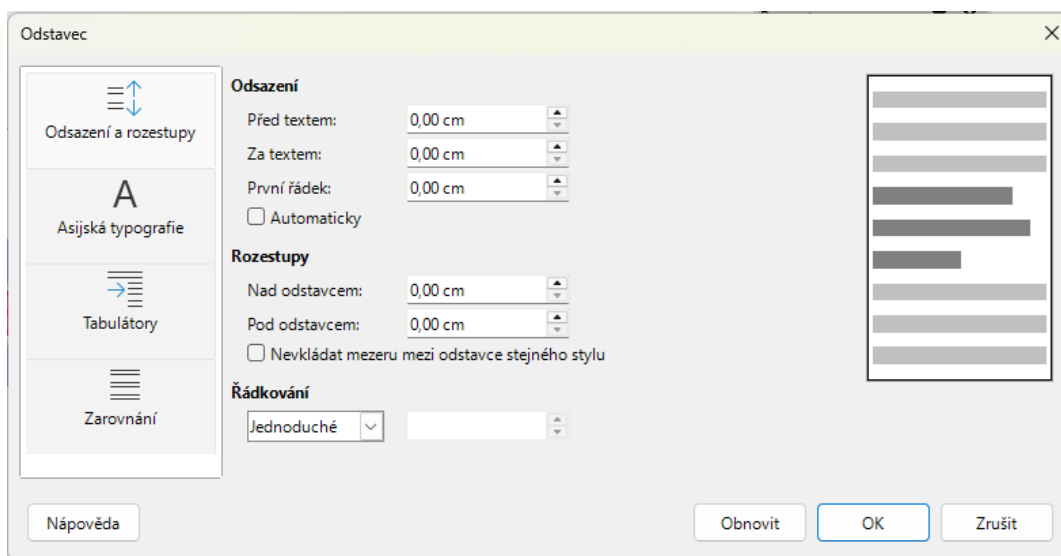 Odstavec
Odsazení a rozestupy
Asijská typografie
Tabulátory
Zarovnání
Odsazení
Před textem: 0,00 cm
Za textem: 0,00 cm
První řádek: 0,00 cm
Automaticky
Rozestupy
Nad odstavcem: 0,00 cm
Pod odstavcem: 0,00 cm
Nevkládat mezeru mezi odstavce stejného stylu
Řádkování
Jednoduché
Nápověda Obnovit OK Zrušit